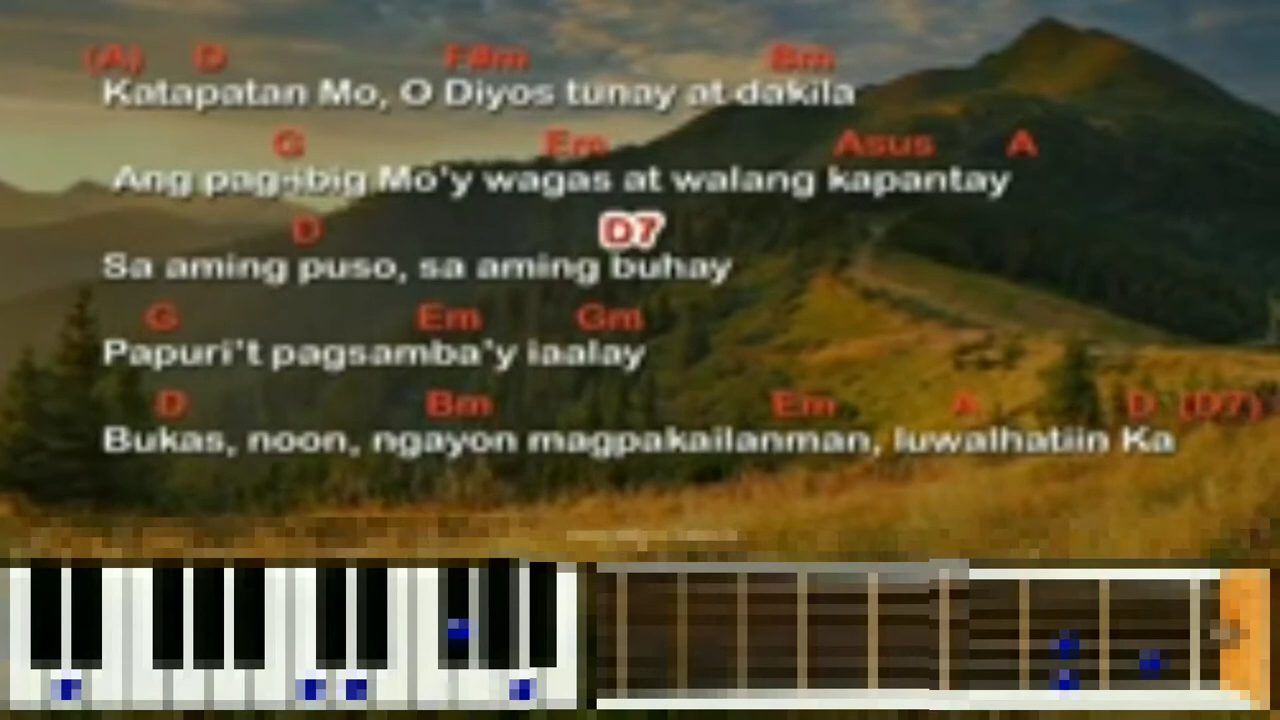 (A) D F#m Bm
Katapatan Mo, O Diyos tunay at dakila
G Em Asus A
Ang pag-ibig Mo'y wagas at walang kapantay
D D7
Sa aming puso, sa aming buhay
G Em Gm
Papuri't pagsamba'y iaalay
D Bm Em A D (D7)
Bukas, noon, ngayon magpakailanman, luwalhatiin Ka